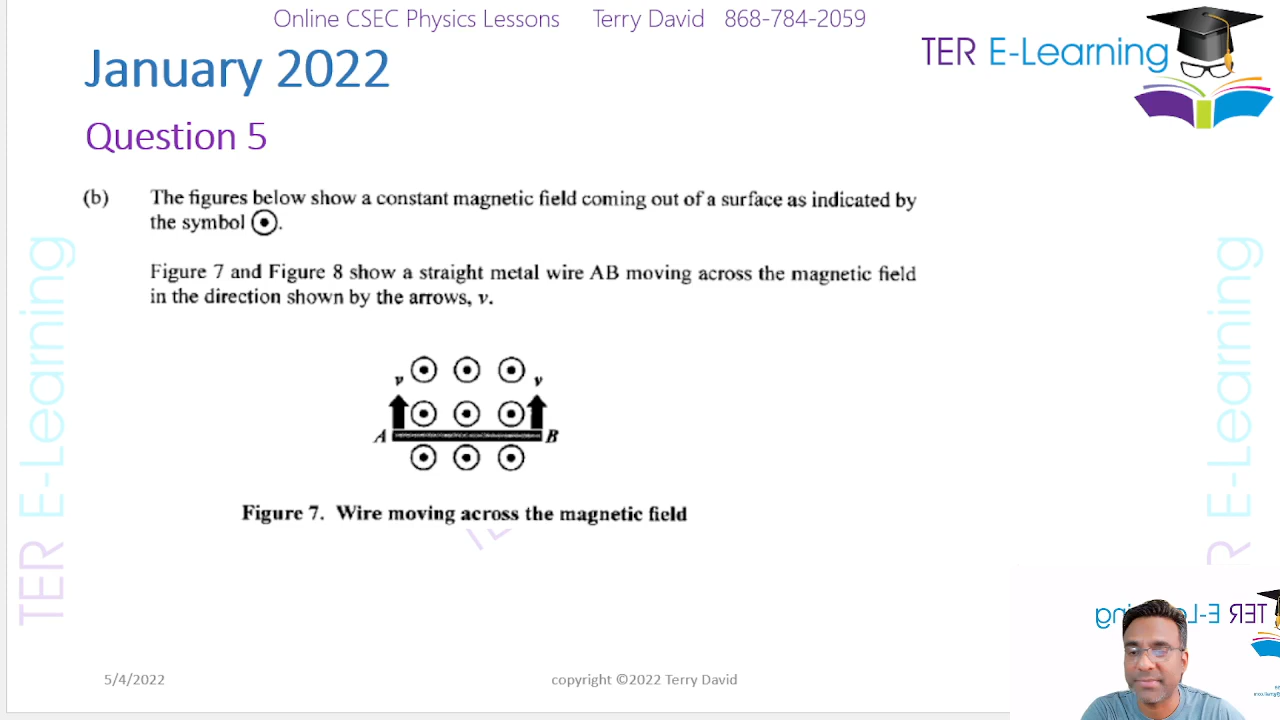 Online CSEC Physics Lessons Terry David 868-784-2059
TER E-Learning
January 2022
Question 5
(b) The figures below show a constant magnetic field coming out of a surface as indicated by
the symbol ⊙.
Figure 7 and Figure 8 show a straight metal wire AB moving across the magnetic field
in the direction shown by the arrows, v.
v v
A B
Figure 7. Wire moving across the magnetic field
TER E-Learning
R E-Learning
TER E-L ng
5/4/2022
copyright ©2022 Terry David